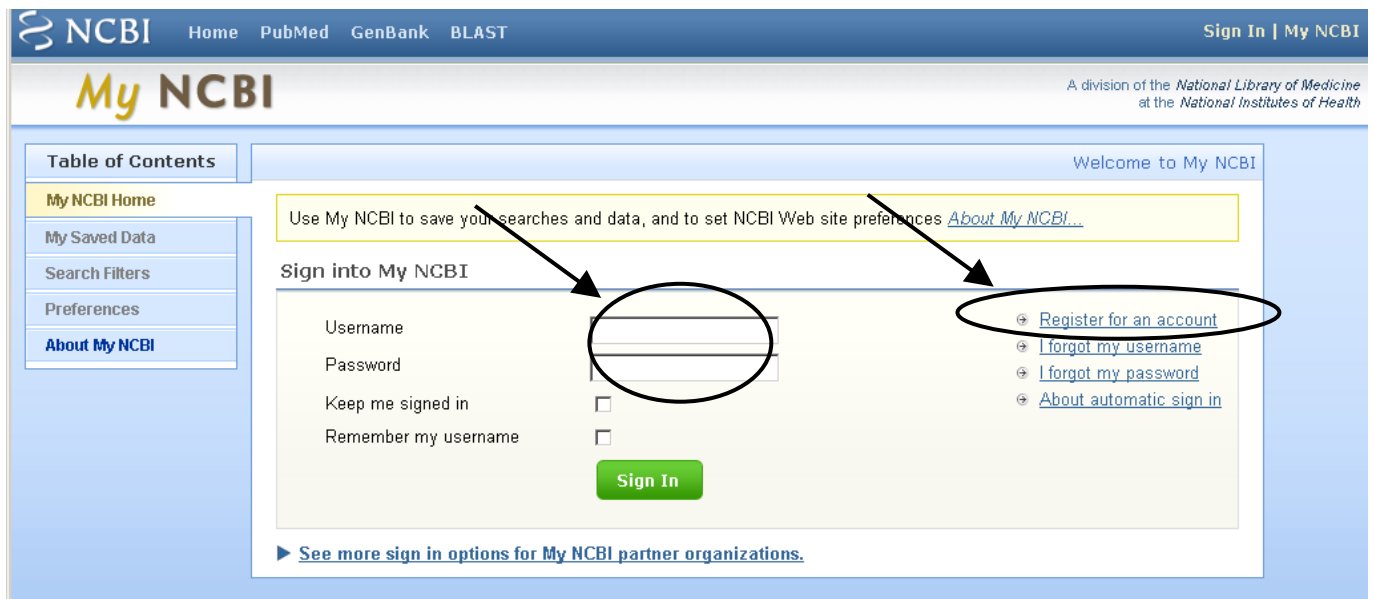 NCBI Home PubMed GenBank BLAST Sign In | My NCBI
My NCBI
A division of the National Library of Medicine
at the National Institutes of Health
Table of Contents
My NCBI Home
My Saved Data
Search Filters
Preferences
About My NCBI
Welcome to My NCBI
Use My NCBI to save your searches and data, and to set NCBI Web site preferences About My NCBI...
Sign into My NCBI
Username
Password
Keep me signed in
Remember my username
Sign In
Register for an account
I forgot my username
I forgot my password
About automatic sign in
See more sign in options for My NCBI partner organizations.